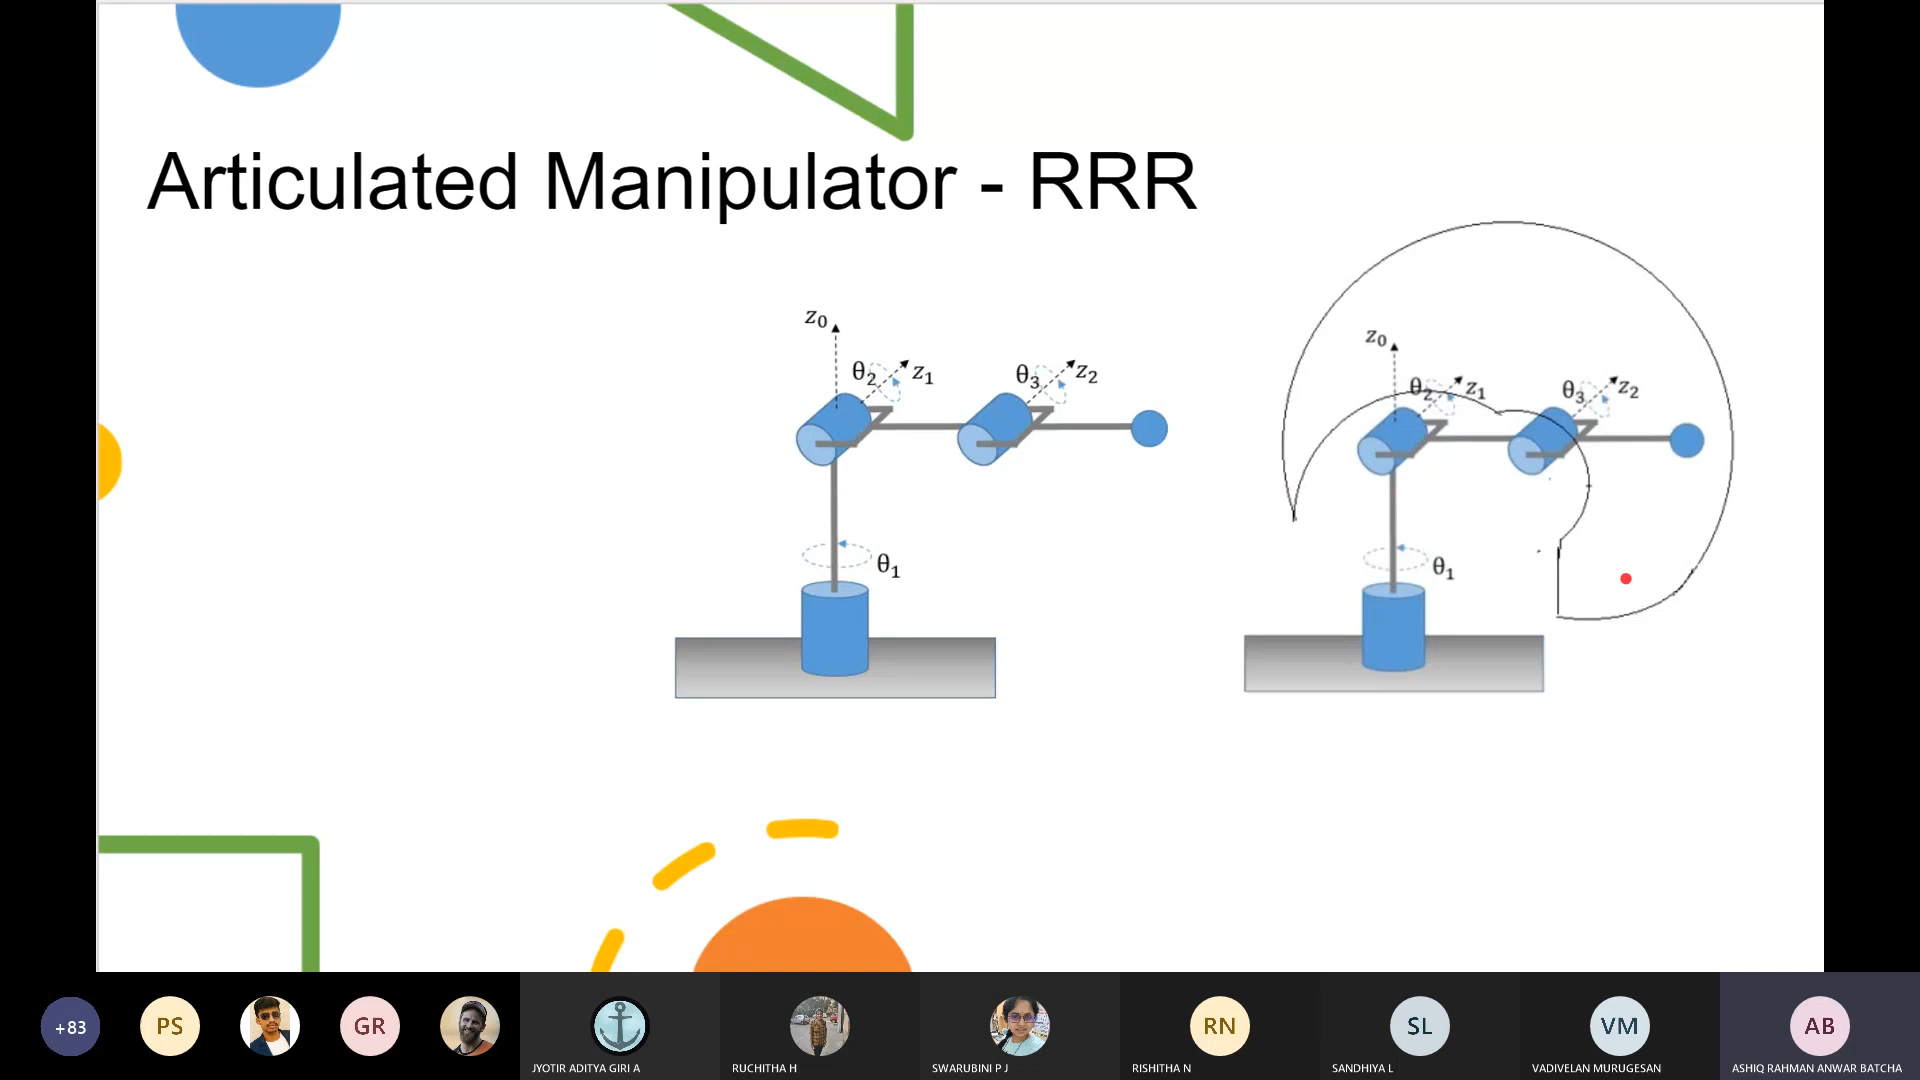 Articulated Manipulator - RRR
z0
θ2
z1
θ3
z2
θ1
z0
θ2
z1
θ3
z2
θ1
+83
PS
GR
RN
SL
VM
AB
JYOTIR ADITYA GIRI A
RUCHITHA H
SWARUBINI P J
RISHITHA N
SANDHIYA L
VADIVELAN MURUGESAN
ASHIQ RAHMAN ANWAR BATCHA